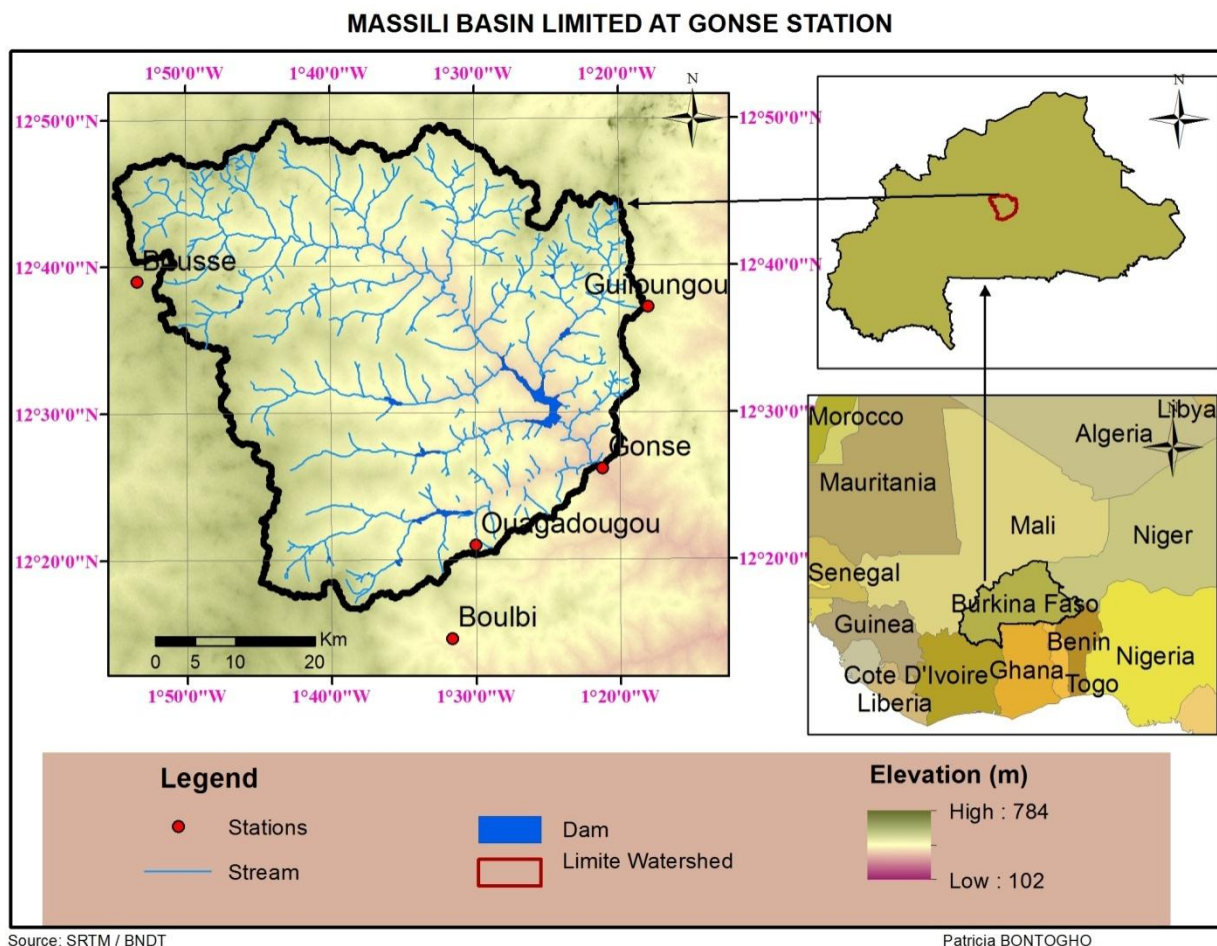 MASSILI BASIN LIMITED AT GONSE STATION
1°50'0"W 1°40'0"W 1°30'0"W 1°20'0"W
N
12°50'0"N
12°40'0"N
12°30'0"N
12°20'0"N
12°50'0"N
12°40'0"N
12°30'0"N
12°20'0"N
Bousse
Guiloungou
Gonse
Ouagadougou
Boulbi
Km
0 5 10 20
1°50'0"W 1°40'0"W 1°30'0"W 1°20'0"W
N
N
Morocco
Libya
Algeria
Mauritania
Mali
Niger
Senegal
Burkina Faso
Guinea
Benin
Nigeria
Cote D'Ivoire
Ghana
Togo
Liberia
Legend
Stations
Stream
Dam
Limite Watershed
Elevation (m)
High : 784
Low : 102
Source: SRTM / BNDT
Patricia BONTOGHO